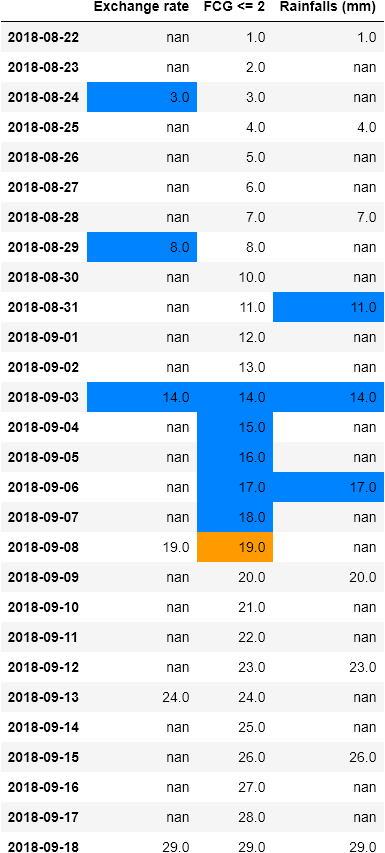 Exchange rate FCG <= 2 Rainfalls (mm)
2018-08-22 nan 1.0 1.0
2018-08-23 nan 2.0 nan
2018-08-24 3.0 3.0 nan
2018-08-25 nan 4.0 4.0
2018-08-26 nan 5.0 nan
2018-08-27 nan 6.0 nan
2018-08-28 nan 7.0 7.0
2018-08-29 8.0 8.0 nan
2018-08-30 nan 10.0 nan
2018-08-31 nan 11.0 11.0
2018-09-01 nan 12.0 nan
2018-09-02 nan 13.0 nan
2018-09-03 14.0 14.0 14.0
2018-09-04 nan 15.0 nan
2018-09-05 nan 16.0 nan
2018-09-06 nan 17.0 17.0
2018-09-07 nan 18.0 nan
2018-09-08 19.0 19.0 nan
2018-09-09 nan 20.0 20.0
2018-09-10 nan 21.0 nan
2018-09-11 nan 22.0 nan
2018-09-12 nan 23.0 23.0
2018-09-13 24.0 24.0 nan
2018-09-14 nan 25.0 nan
2018-09-15 nan 26.0 26.0
2018-09-16 nan 27.0 nan
2018-09-17 nan 28.0 nan
2018-09-18 29.0 29.0 29.0